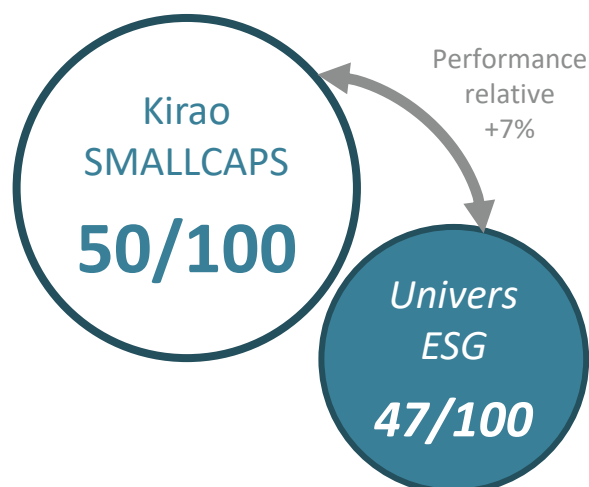 Kirao
SMALLCAPS
50/100
Performance
relative
+7%
Univers
ESG
47/100